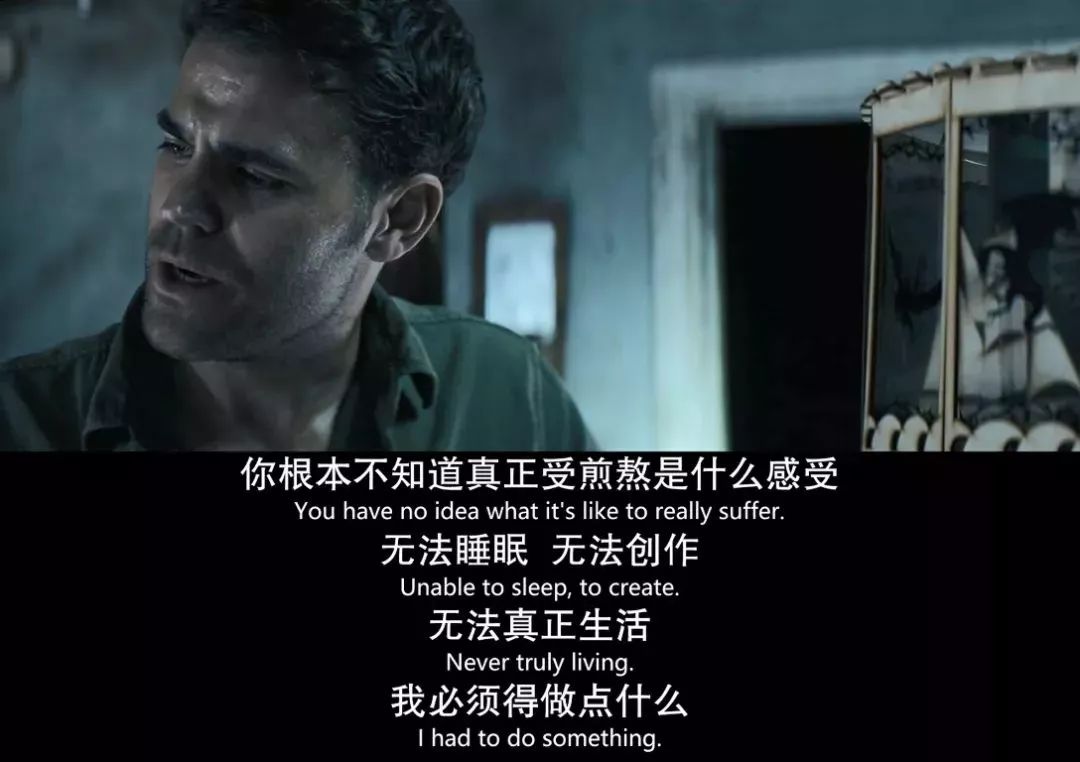 你根本不知道真正受煎熬是什么感受
You have no idea what it's like to really suffer.
无法睡眠 无法创作
Unable to sleep, to create.
无法真正生活
Never truly living.
我必须得做点什么
I had to do something.